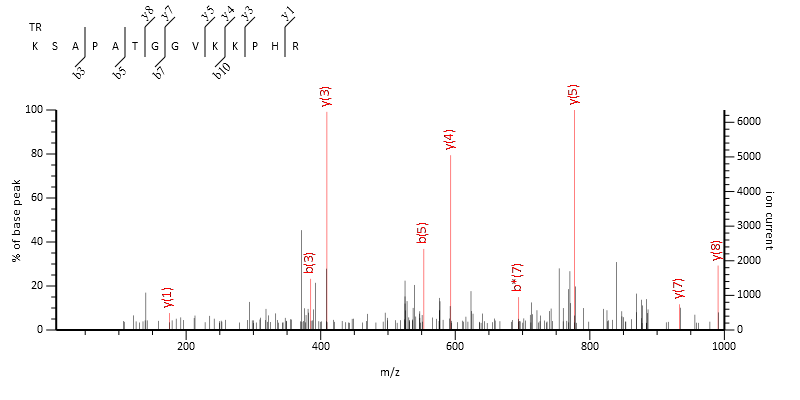 y8 y7 y5 y4 y3 y1
TR
K S A P A T G G V K K P H R
b3 b5 b7 b10
y(3) y(5)
y(4)
b(5)
y(8)
b(3)
b*(7)
y(7)
y(1)
% of base peak
100
80
60
40
20
0
ion current
6000
5000
4000
3000
2000
1000
0
200 400 600 800 1000
m/z